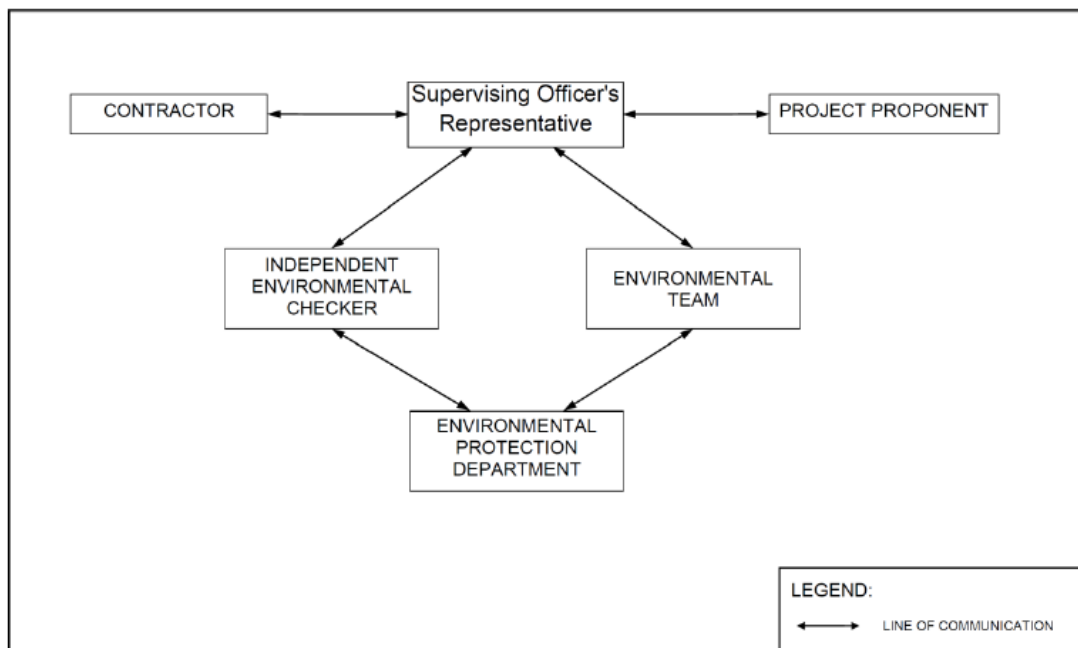 CONTRACTOR
Supervising Officer's
Representative
PROJECT PROPONENT
INDEPENDENT
ENVIRONMENTAL
CHECKER
ENVIRONMENTAL
TEAM
ENVIRONMENTAL
PROTECTION
DEPARTMENT
LEGEND:
LINE OF COMMUNICATION